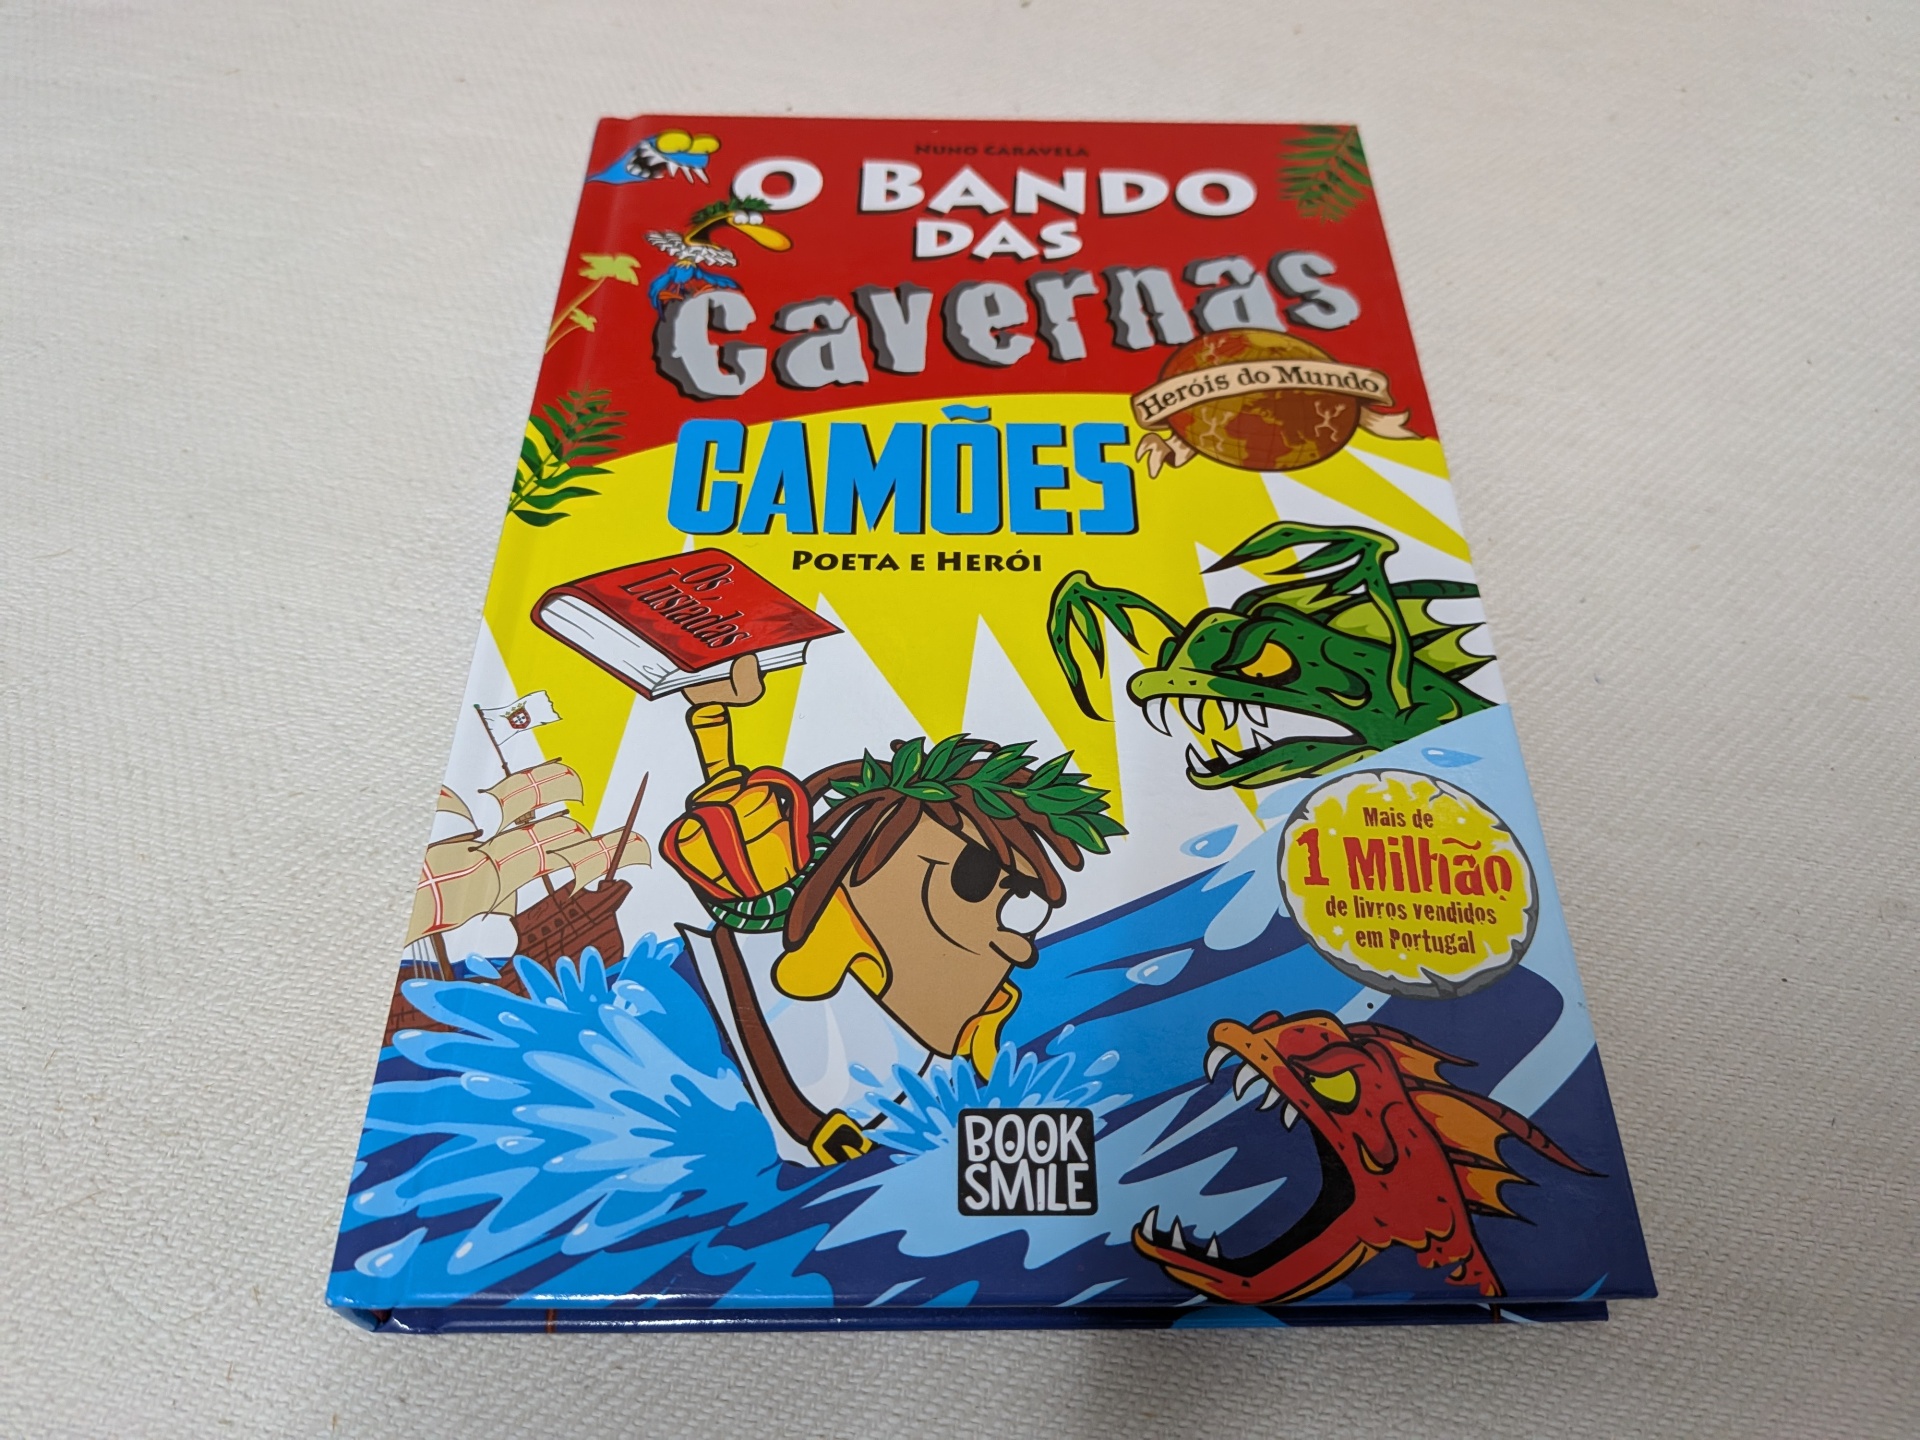 NUNO CARAVELA
O BANDO
DAS
Cavernas
Heróis do Mundo
CAMÕES
POETA E HERÓI
Os
Lusíadas
Mais de
1 Milhão
de livros vendidos
em Portugal
BOOK
SMILE